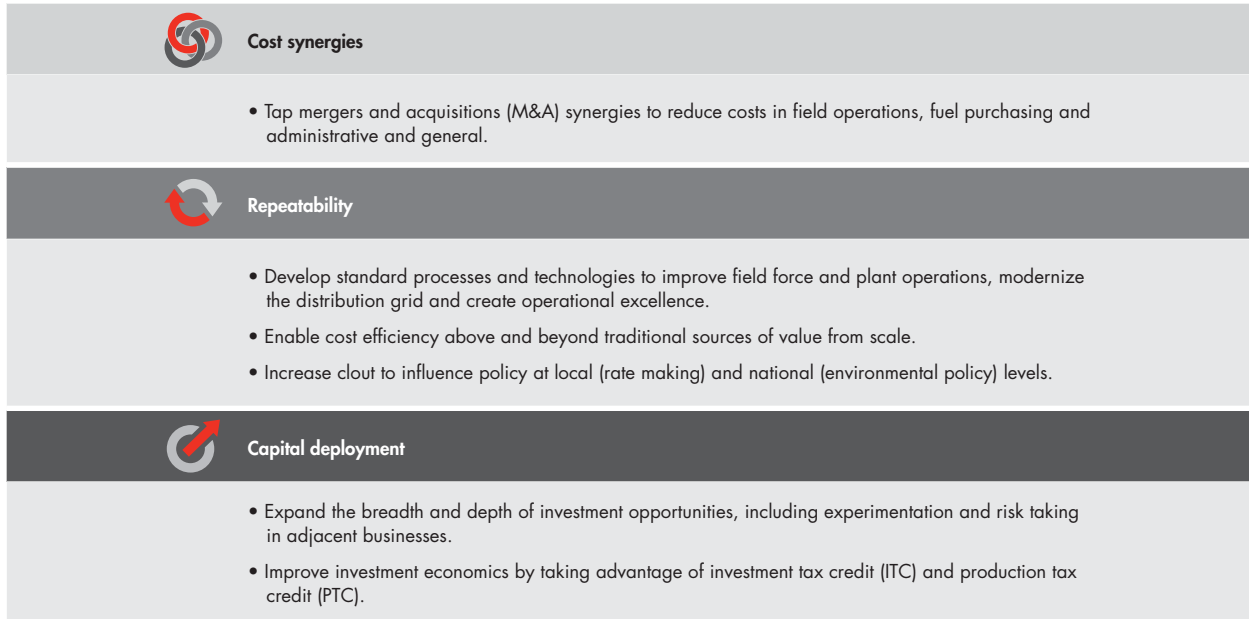 Cost synergies
• Tap mergers and acquisitions (M&A) synergies to reduce costs in field operations, fuel purchasing and
administrative and general.
Repeatability
• Develop standard processes and technologies to improve field force and plant operations, modernize
the distribution grid and create operational excellence.
• Enable cost efficiency above and beyond traditional sources of value from scale.
• Increase clout to influence policy at local (rate making) and national (environmental policy) levels.
Capital deployment
• Expand the breadth and depth of investment opportunities, including experimentation and risk taking
in adjacent businesses.
• Improve investment economics by taking advantage of investment tax credit (ITC) and production tax
credit (PTC).